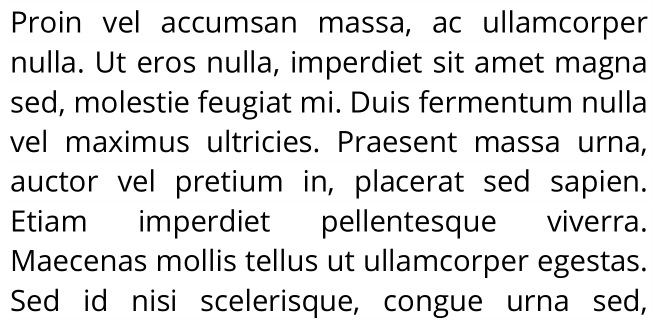 Proin vel accumsan massa, ac ullamcorper
nulla. Ut eros nulla, imperdiet sit amet magna
sed, molestie feugiat mi. Duis fermentum nulla
vel maximus ultricies. Praesent massa urna,
auctor vel pretium in, placerat sed sapien.
Etiam imperdiet pellentesque viverra.
Maecenas mollis tellus ut ullamcorper egestas.
Sed id nisi scelerisque, congue urna sed,